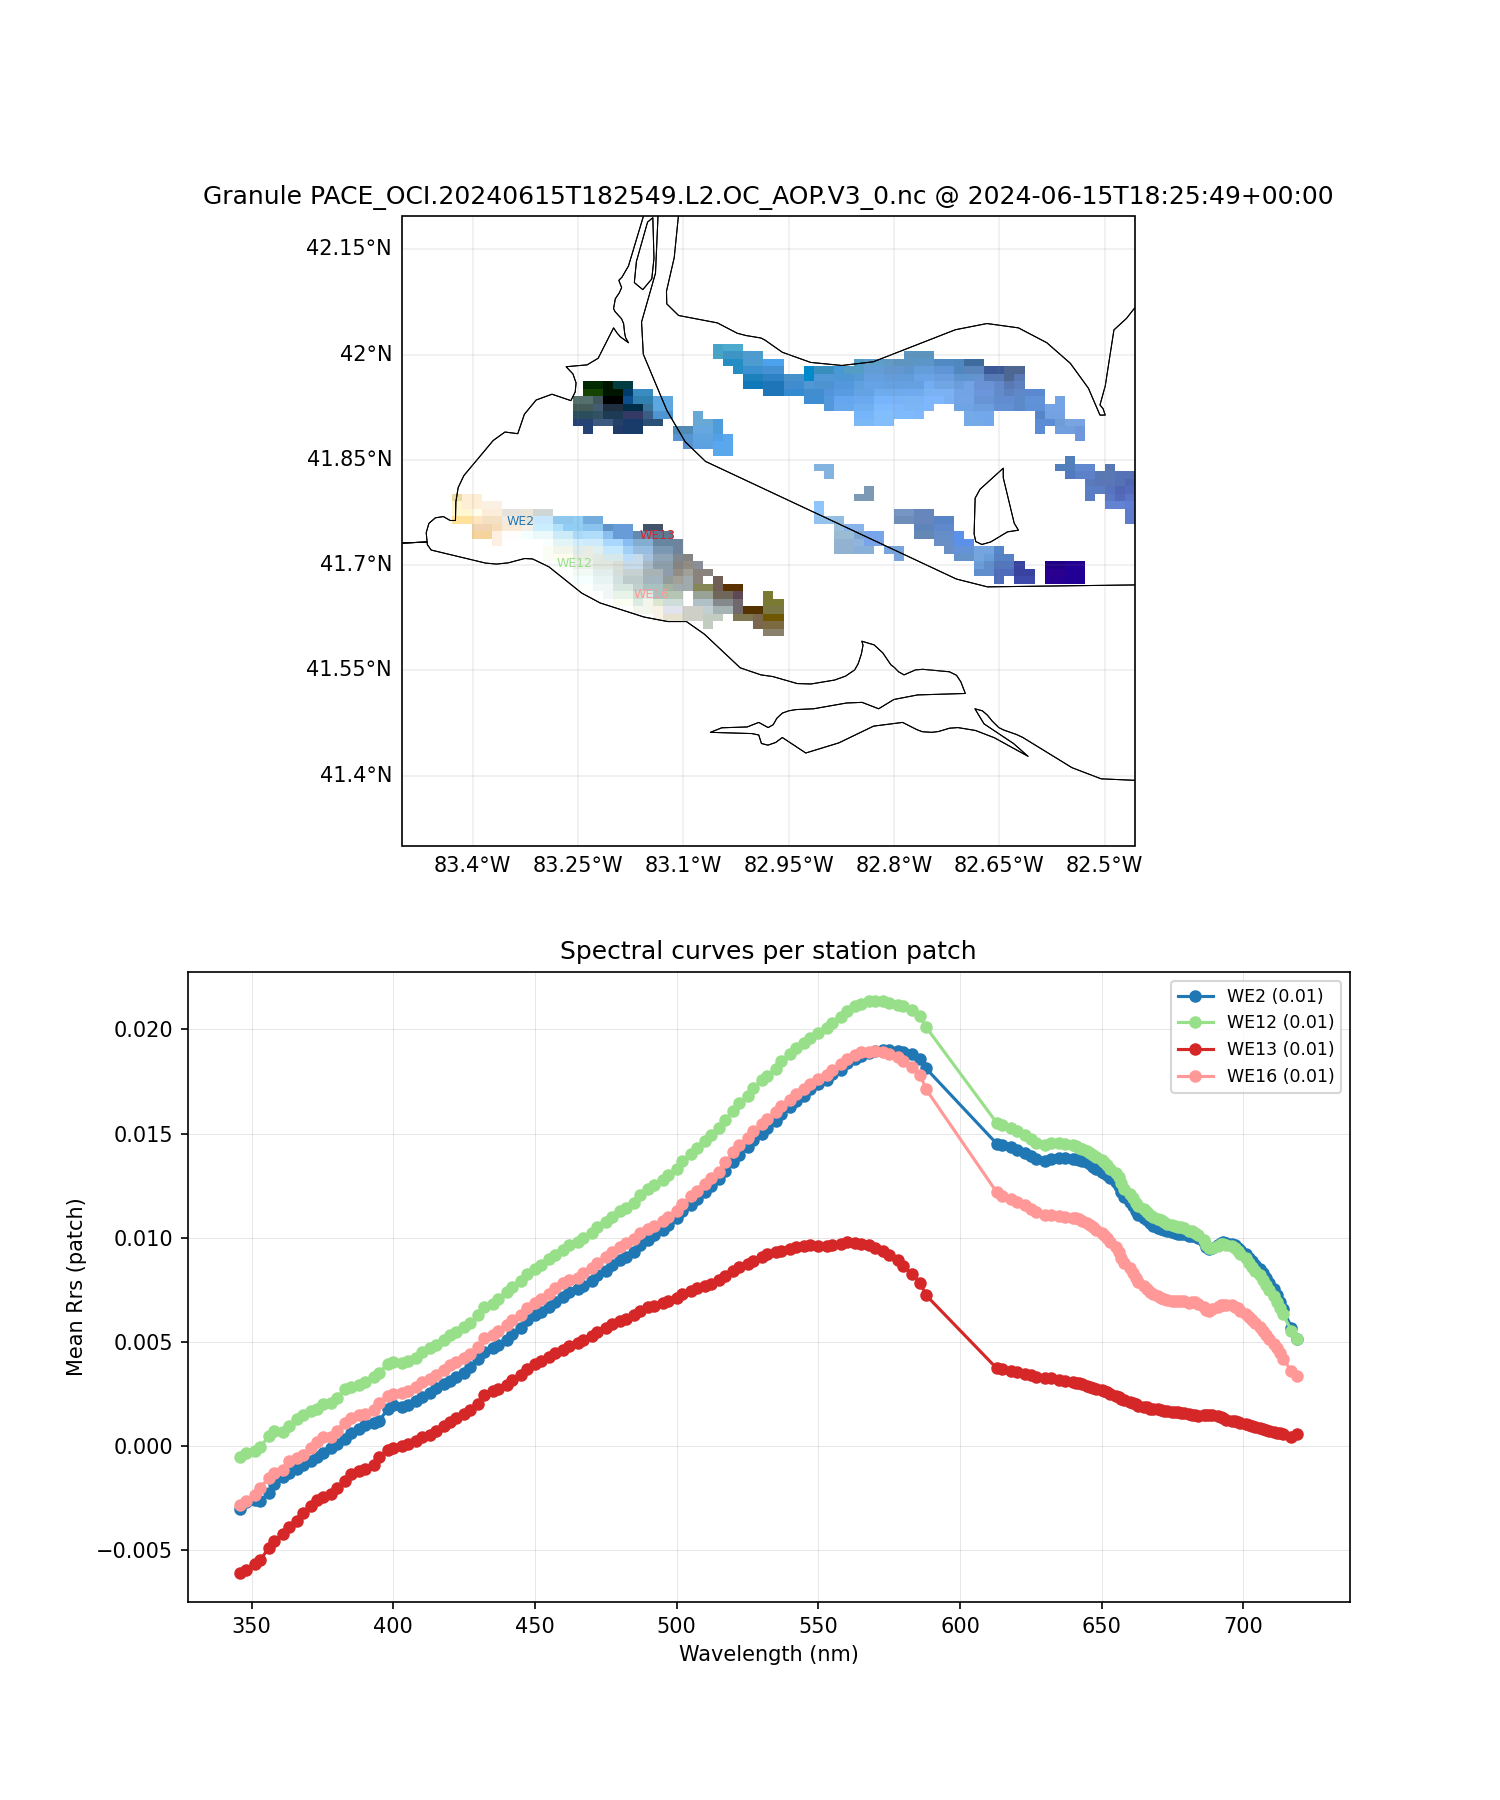 Granule PACE_OCI.20240615T182549.L2.OC_AOP.V3_0.nc @ 2024-06-15T18:25:49+00:00
42.15°N
42°N
41.85°N
41.7°N
41.55°N
41.4°N
WE2
WE13
WE12
83.4°W 83.25°W 83.1°W 82.95°W 82.8°W 82.65°W 82.5°W
Spectral curves per station patch
WE2 (0.01)
WE12 (0.01)
WE13 (0.01)
WE16 (0.01)
0.020
0.015
0.010
0.005
0.000
−0.005
Mean Rrs (patch)
350 400 450 500 550 600 650 700
Wavelength (nm)